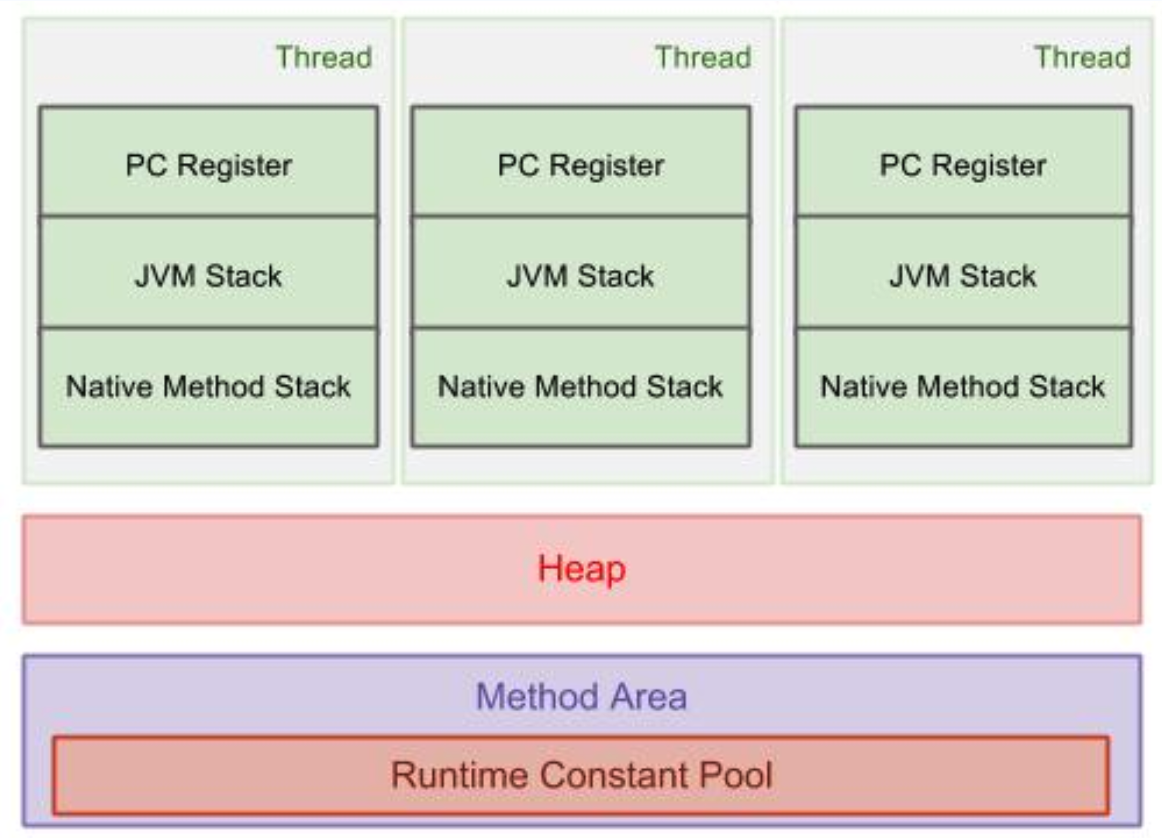 Thread
PC Register
JVM Stack
Native Method Stack
Thread
PC Register
JVM Stack
Native Method Stack
Thread
PC Register
JVM Stack
Native Method Stack
Heap
Method Area
Runtime Constant Pool